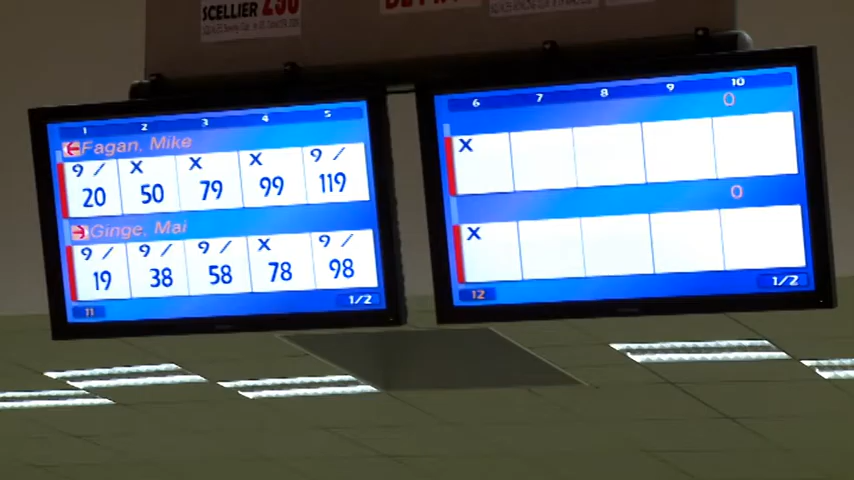 SCELLIER 290
1 2 3 4 5
Fagan, Mike
9 / X X X 9 /
20 50 79 99 119
Ginge, Mai
9 / 9 / 9 / X 9 /
19 38 58 78 98
11 1/2
6 7 8 9 10
0
X
0
X
12 1/2